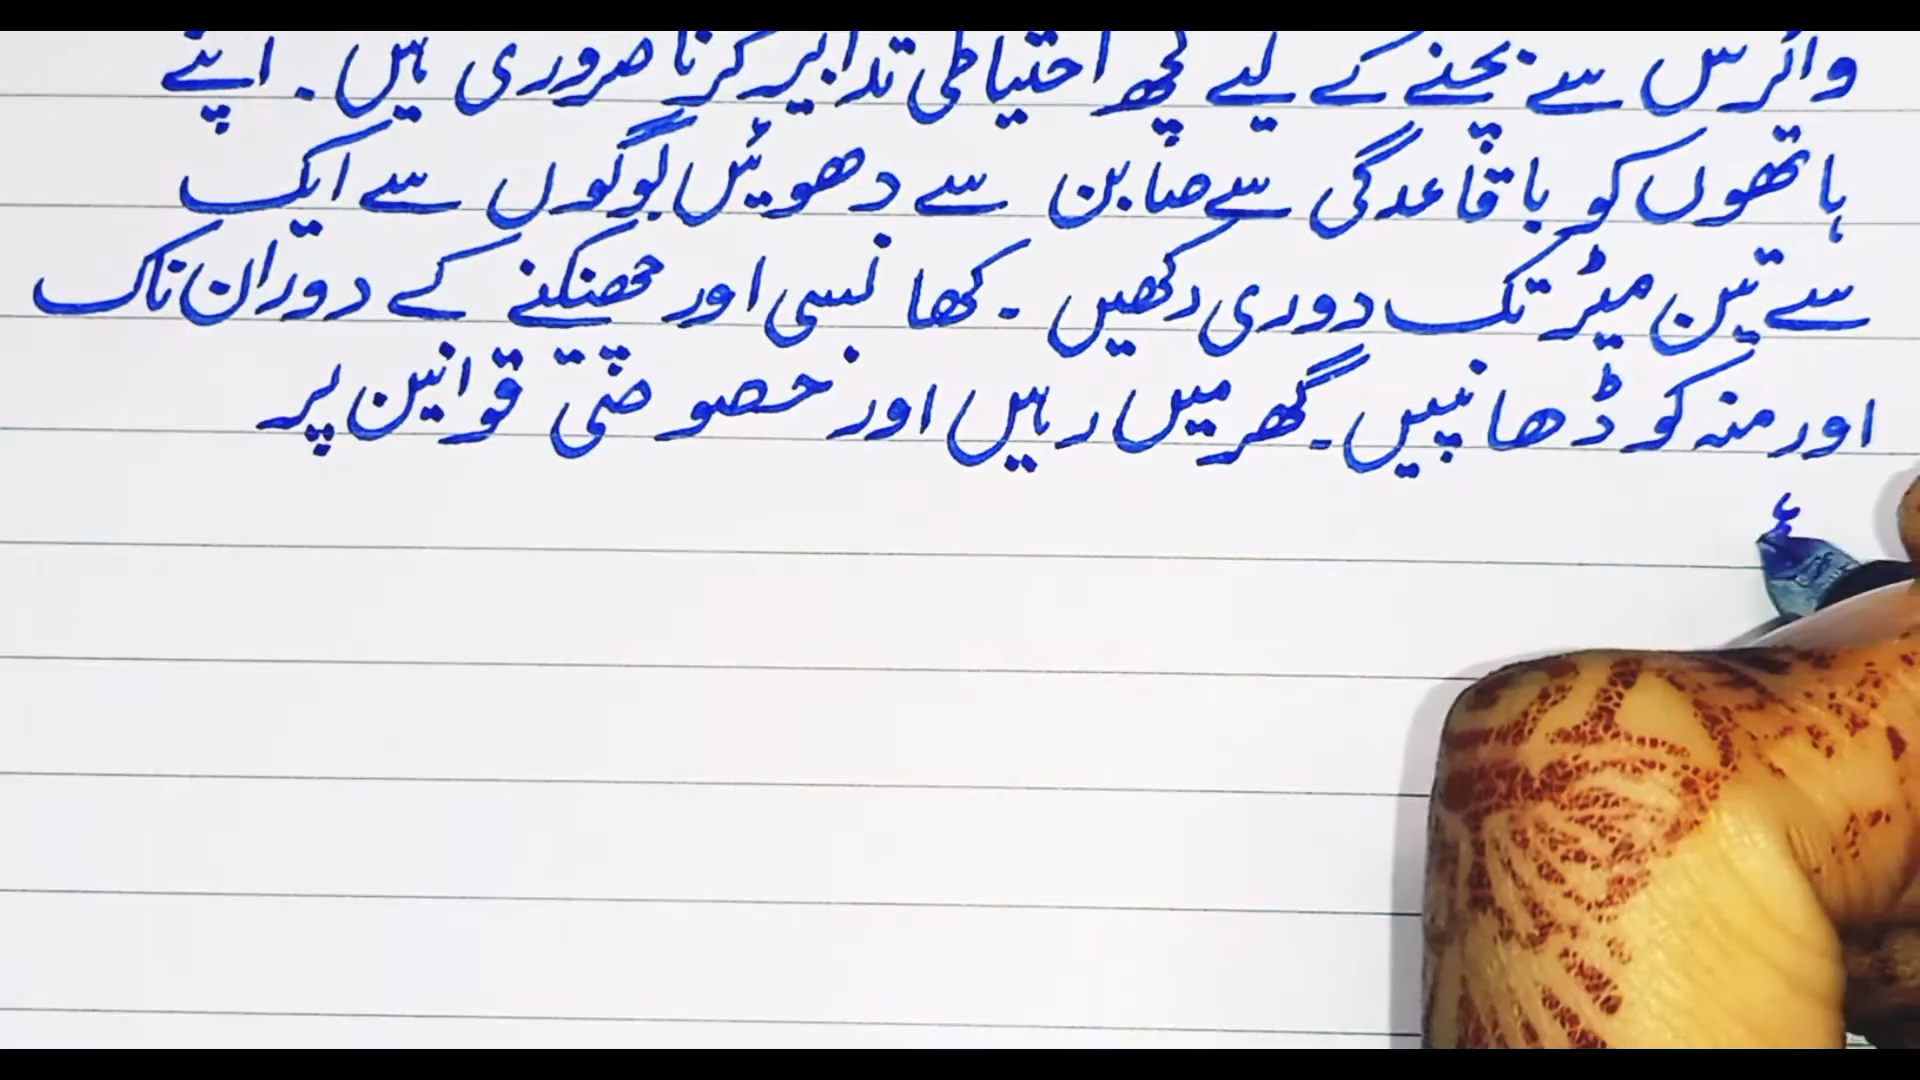 وائرس سے بچنے کے لیے کچھ احتیاطی تدابیر کرنا ضروری ہیں۔ اپنے
ہاتھوں کو باقاعدگی سے صابن سے دھوئیں لوگوں سے ایک
سے تین میٹر تک دوری رکھیں۔ کھانسی اور چھنکنے کے دوران ناک
اور منہ کو ڈھانپیں۔ گھر میں رہیں اور خصوضتی قوانین پر
ع